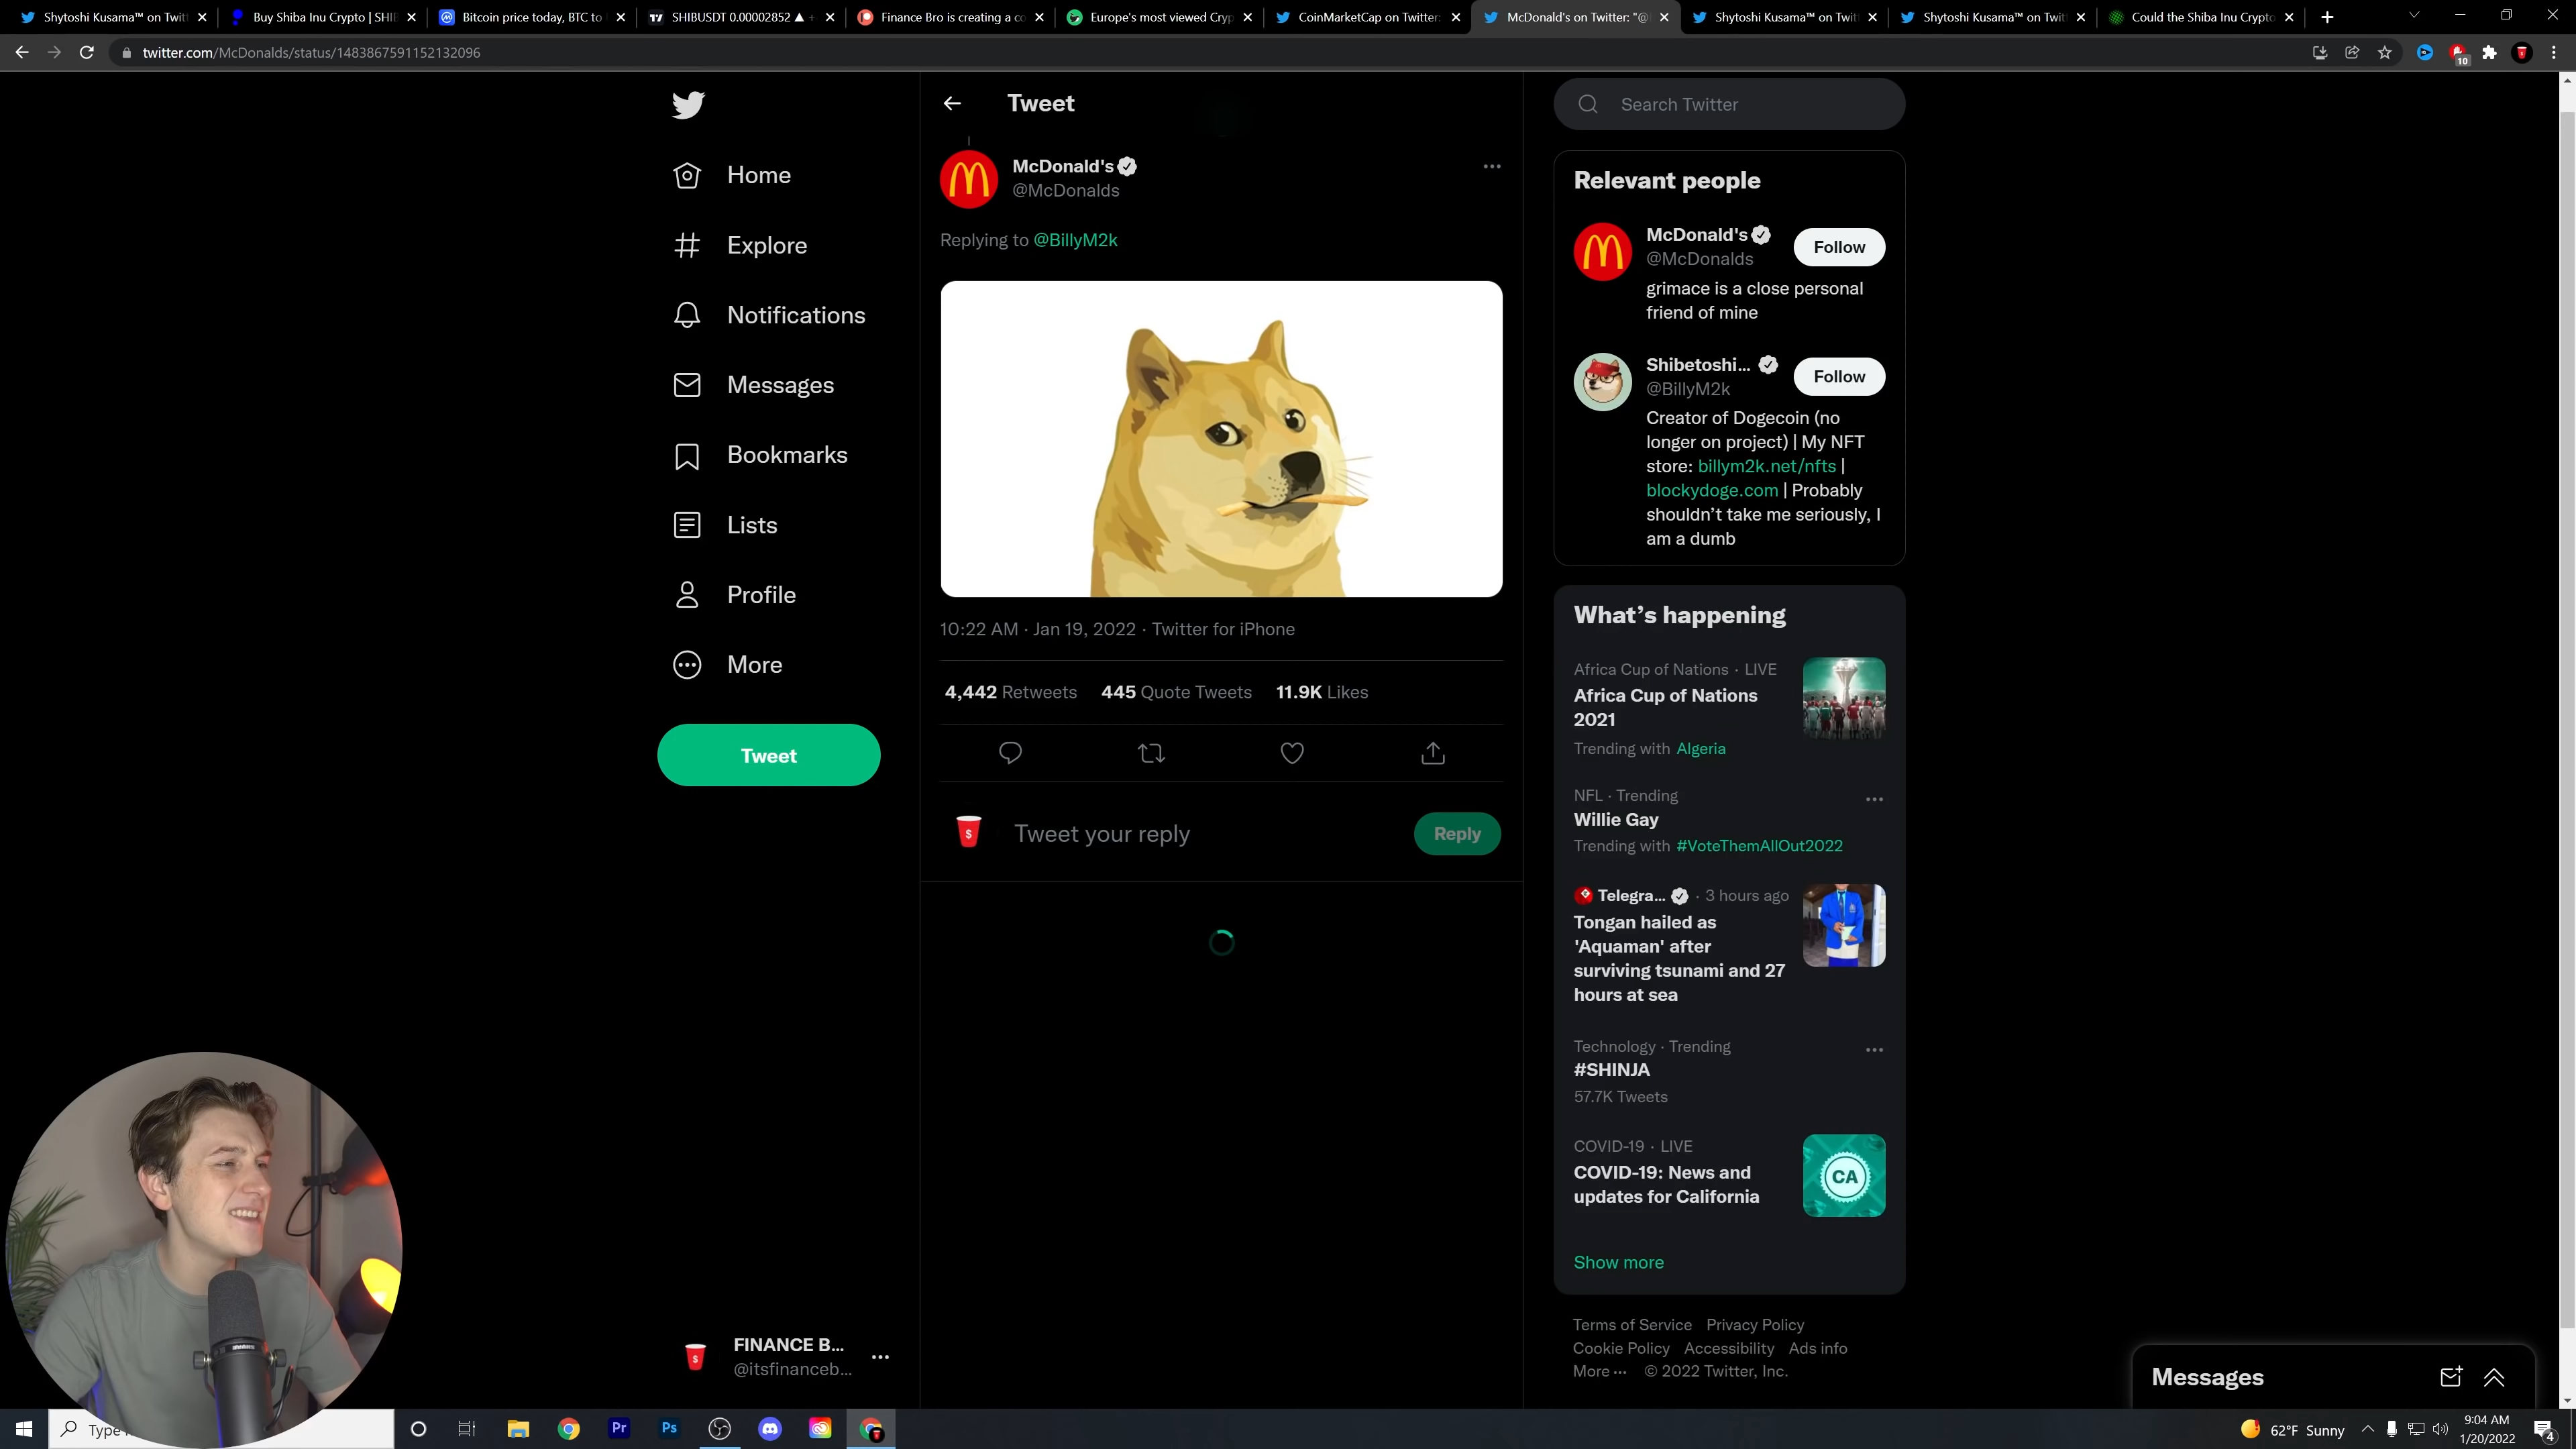 Shytoshi Kusama™ on Twitt
Buy Shiba Inu Crypto | SHIB
Bitcoin price today, BTC to
SHIBUSDT 0.00002852 ▲ +
Finance Bro is creating a co
Europe's most viewed Cryp
CoinMarketCap on Twitter:
McDonald's on Twitter: "@
Shytoshi Kusama™ on Twitt
Shytoshi Kusama™ on Twitt
Could the Shiba Inu Crypto
twitter.com/McDonalds/status/1483867591152132096
10
Home
Explore
Notifications
Messages
Bookmarks
Lists
Profile
More
Tweet
FINANCE B...
@itsfinanceb...
Tweet
McDonald's
@McDonalds
Replying to @BillyM2k
10:22 AM · Jan 19, 2022 · Twitter for iPhone
4,442 Retweets 445 Quote Tweets 11.9K Likes
Tweet your reply
Reply
Search Twitter
Relevant people
McDonald's
@McDonalds
Follow
grimace is a close personal
friend of mine
Shibetoshi...
@BillyM2k
Follow
Creator of Dogecoin (no
longer on project) | My NFT
store: billym2k.net/nfts |
blockydoge.com | Probably
shouldn’t take me seriously, I
am a dumb
What’s happening
Africa Cup of Nations · LIVE
Africa Cup of Nations
2021
Trending with Algeria
NFL · Trending
Willie Gay
Trending with #VoteThemAllOut2022
Telegra... · 3 hours ago
Tongan hailed as
'Aquaman' after
surviving tsunami and 27
hours at sea
Technology · Trending
#SHINJA
57.7K Tweets
COVID-19 · LIVE
COVID-19: News and
updates for California
CA
Show more
Terms of Service Privacy Policy
Cookie Policy Accessibility Ads info
More ··· © 2022 Twitter, Inc.
Messages
Type
Pr
Ps
62°F Sunny
9:04 AM
1/20/2022
4